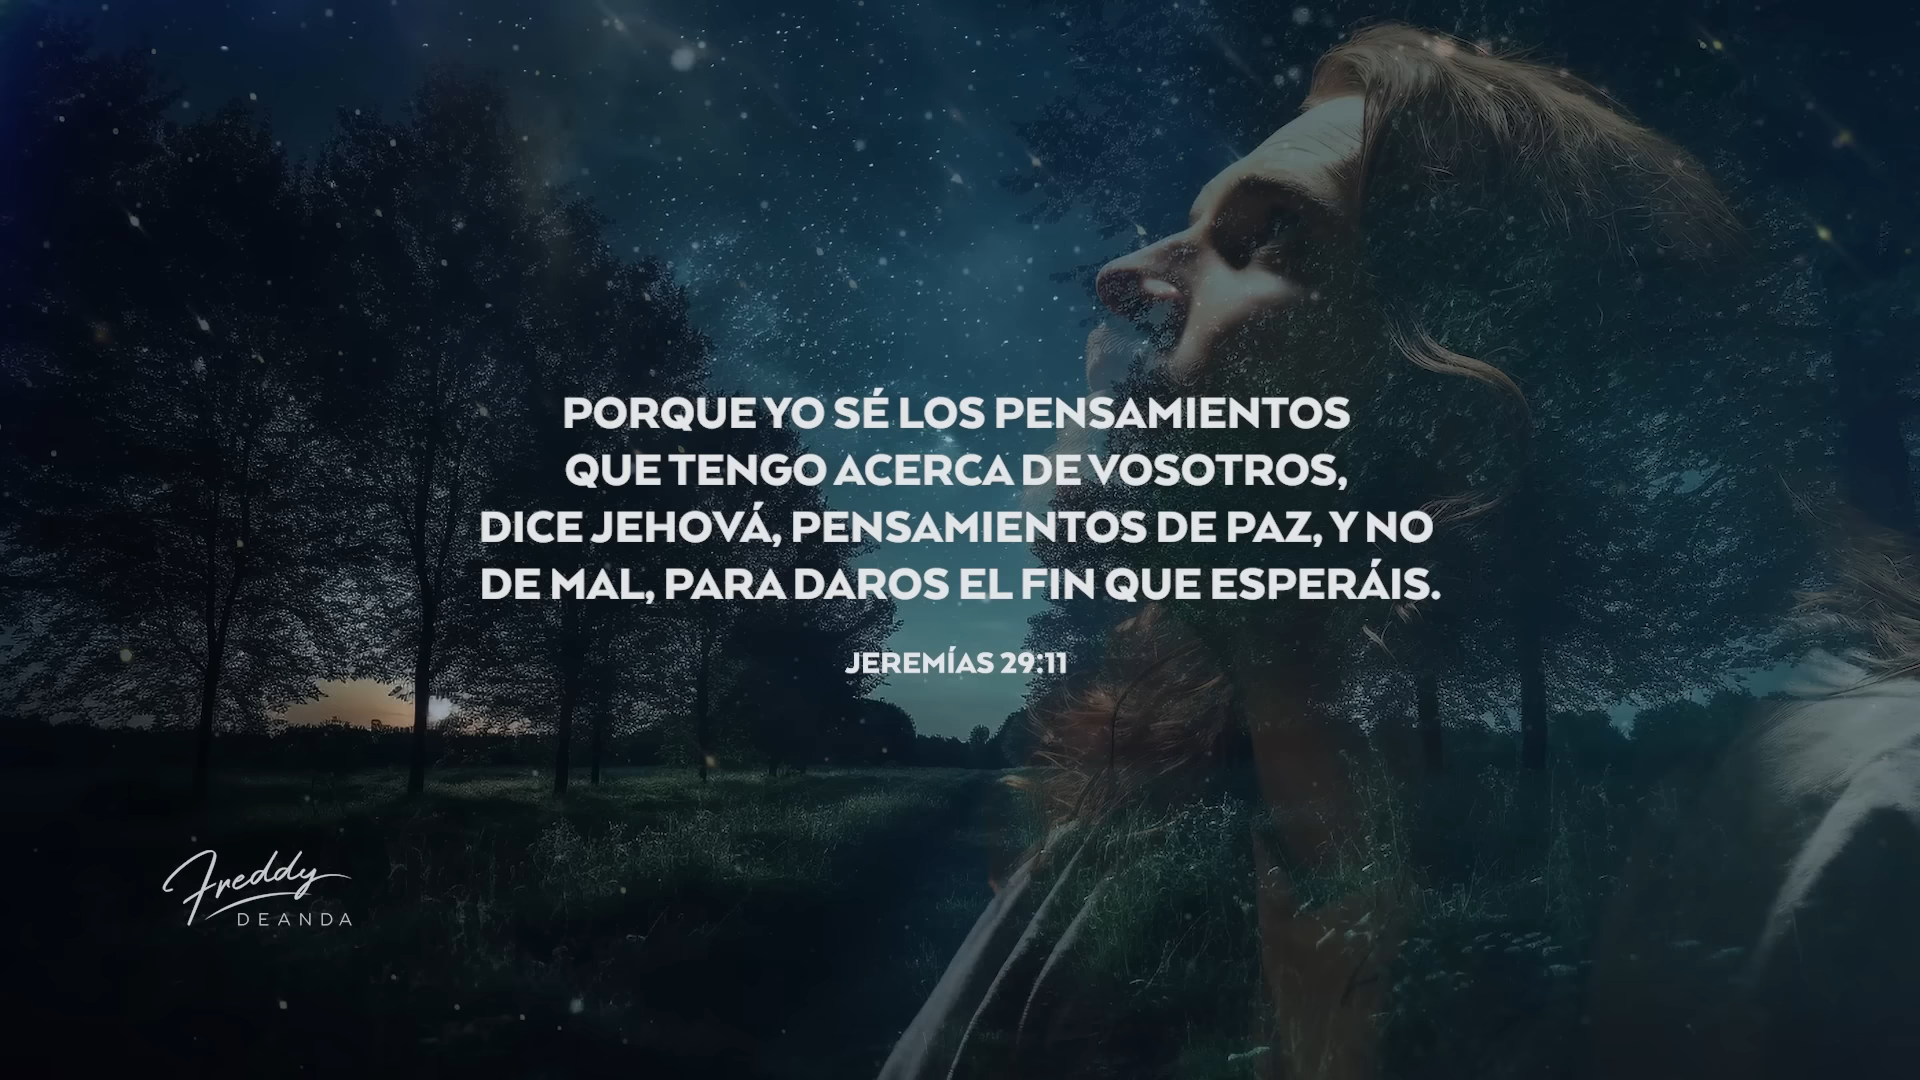 PORQUE YO SÉ LOS PENSAMIENTOS
QUE TENGO ACERCA DE VOSOTROS,
DICE JEHOVÁ, PENSAMIENTOS DE PAZ, Y NO
DE MAL, PARA DAROS EL FIN QUE ESPERÁIS.
JEREMÍAS 29:11
Freddy
DEANDA